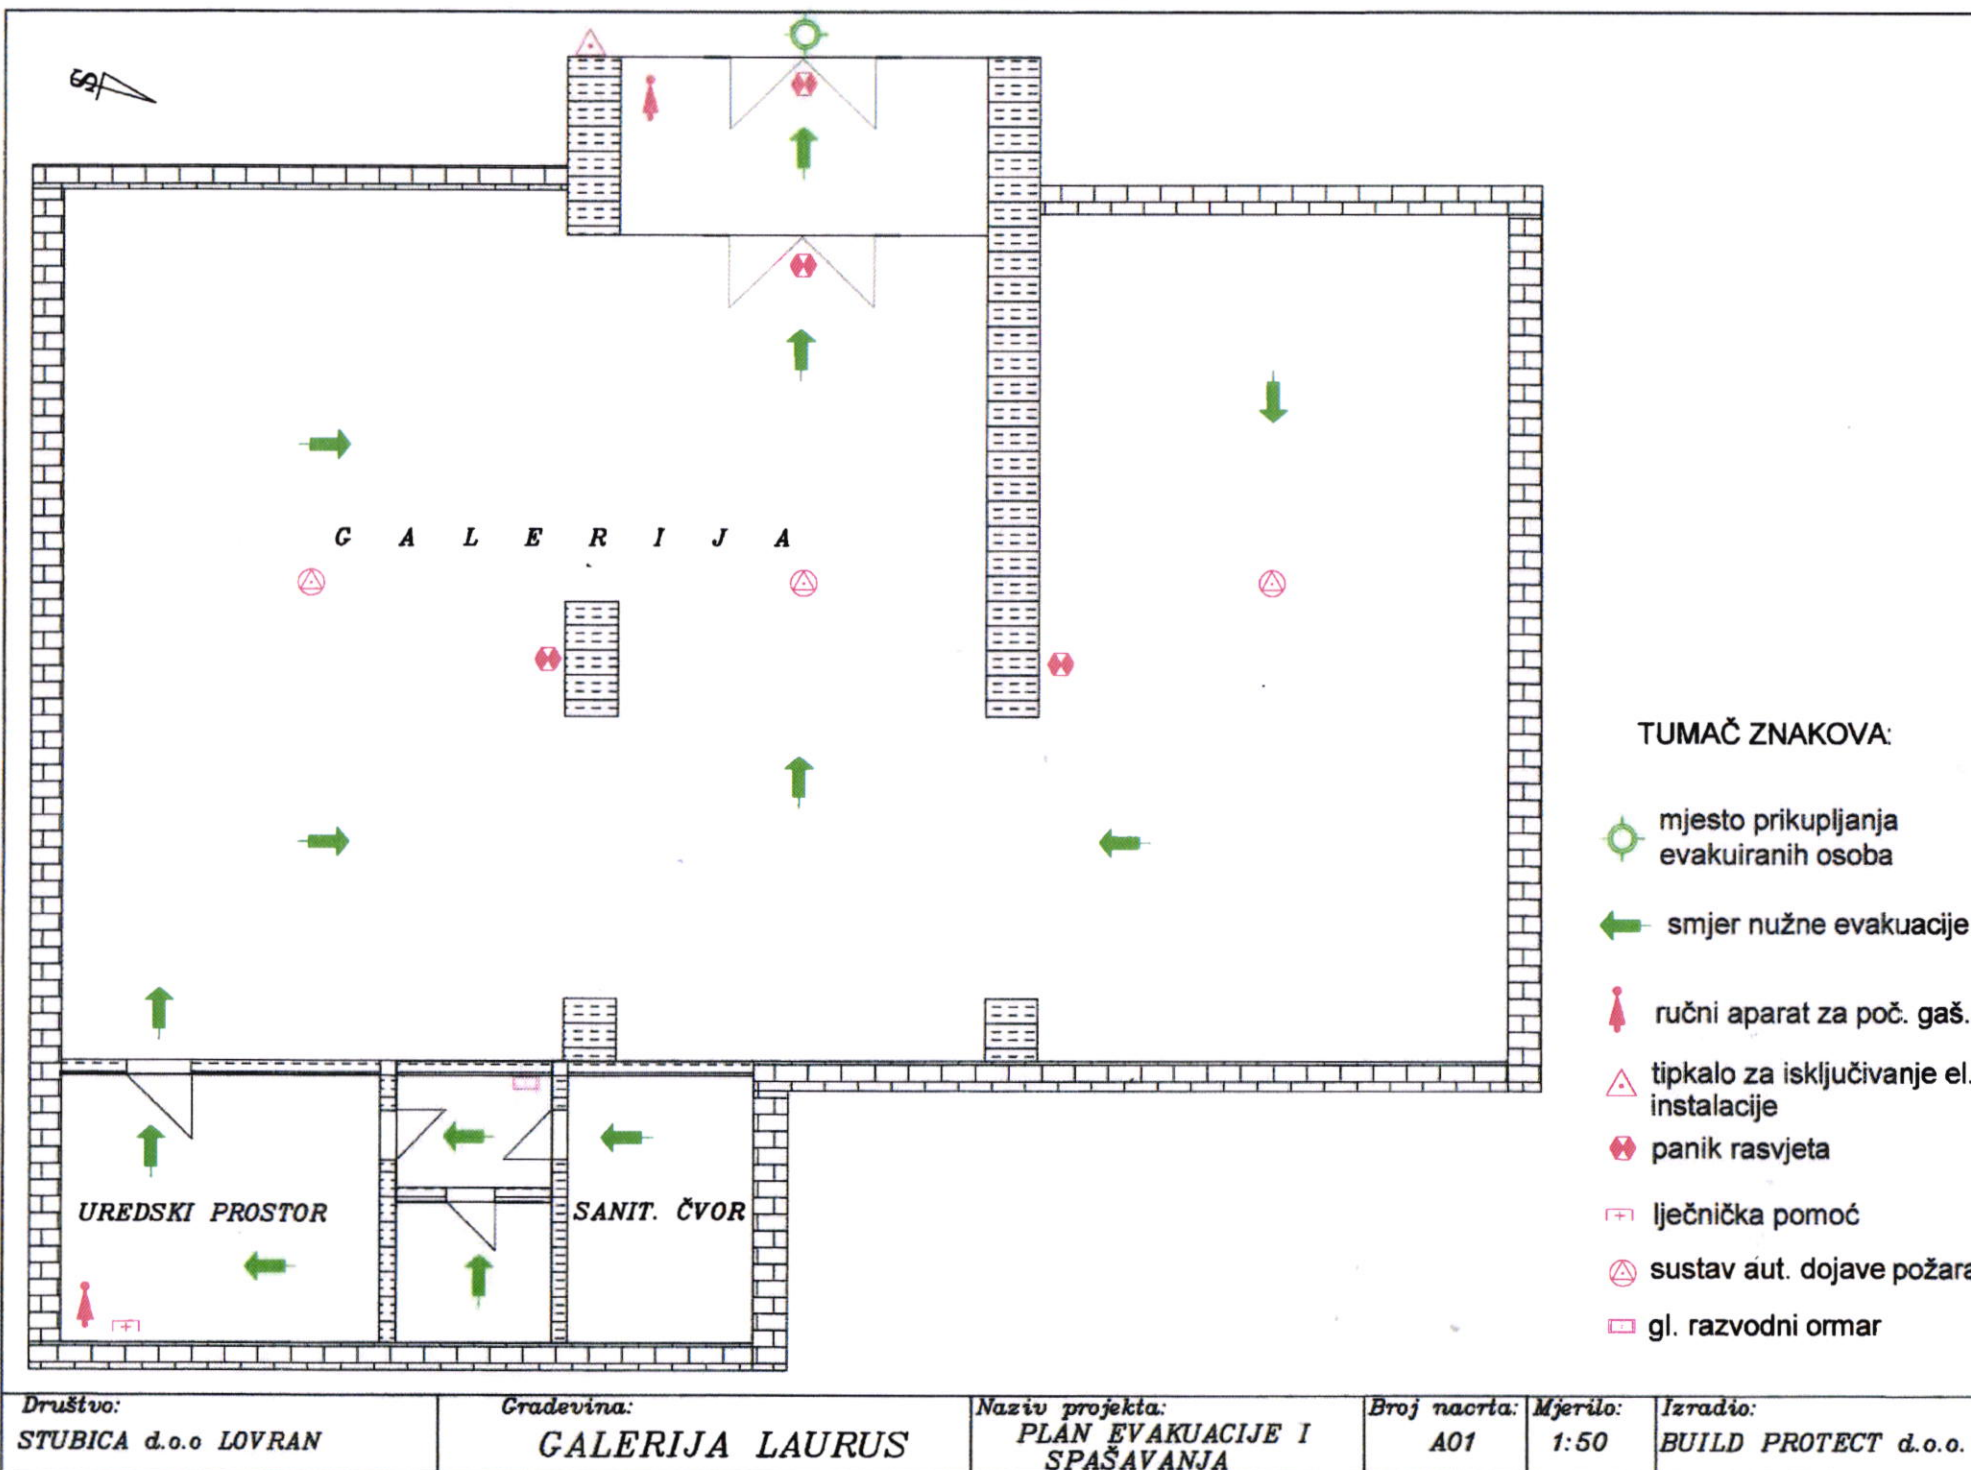 S
G A L E R I J A
TUMAČ ZNAKOVA:
mjesto prikupljanja
evakuiranih osoba
smjer nužne evakuacije
ručni aparat za poč. gaš.
tipkalo za isključivanje el.
instalacije
panik rasvjeta
lječnička pomoć
sustav aut. dojave požara
gl. razvodni ormar
UREDSKI PROSTOR
SANIT. ČVOR
Društvo:
STUBICA d.o.o LOVRAN
Gradevina:
GALERIJA LAURUS
Naziv projekta:
PLAN EVAKUACIJE I
SPAŠAVANJA
Broj nacrta:
A01
Mjerilo:
1:50
Izradio:
BUILD PROTECT d.o.o.